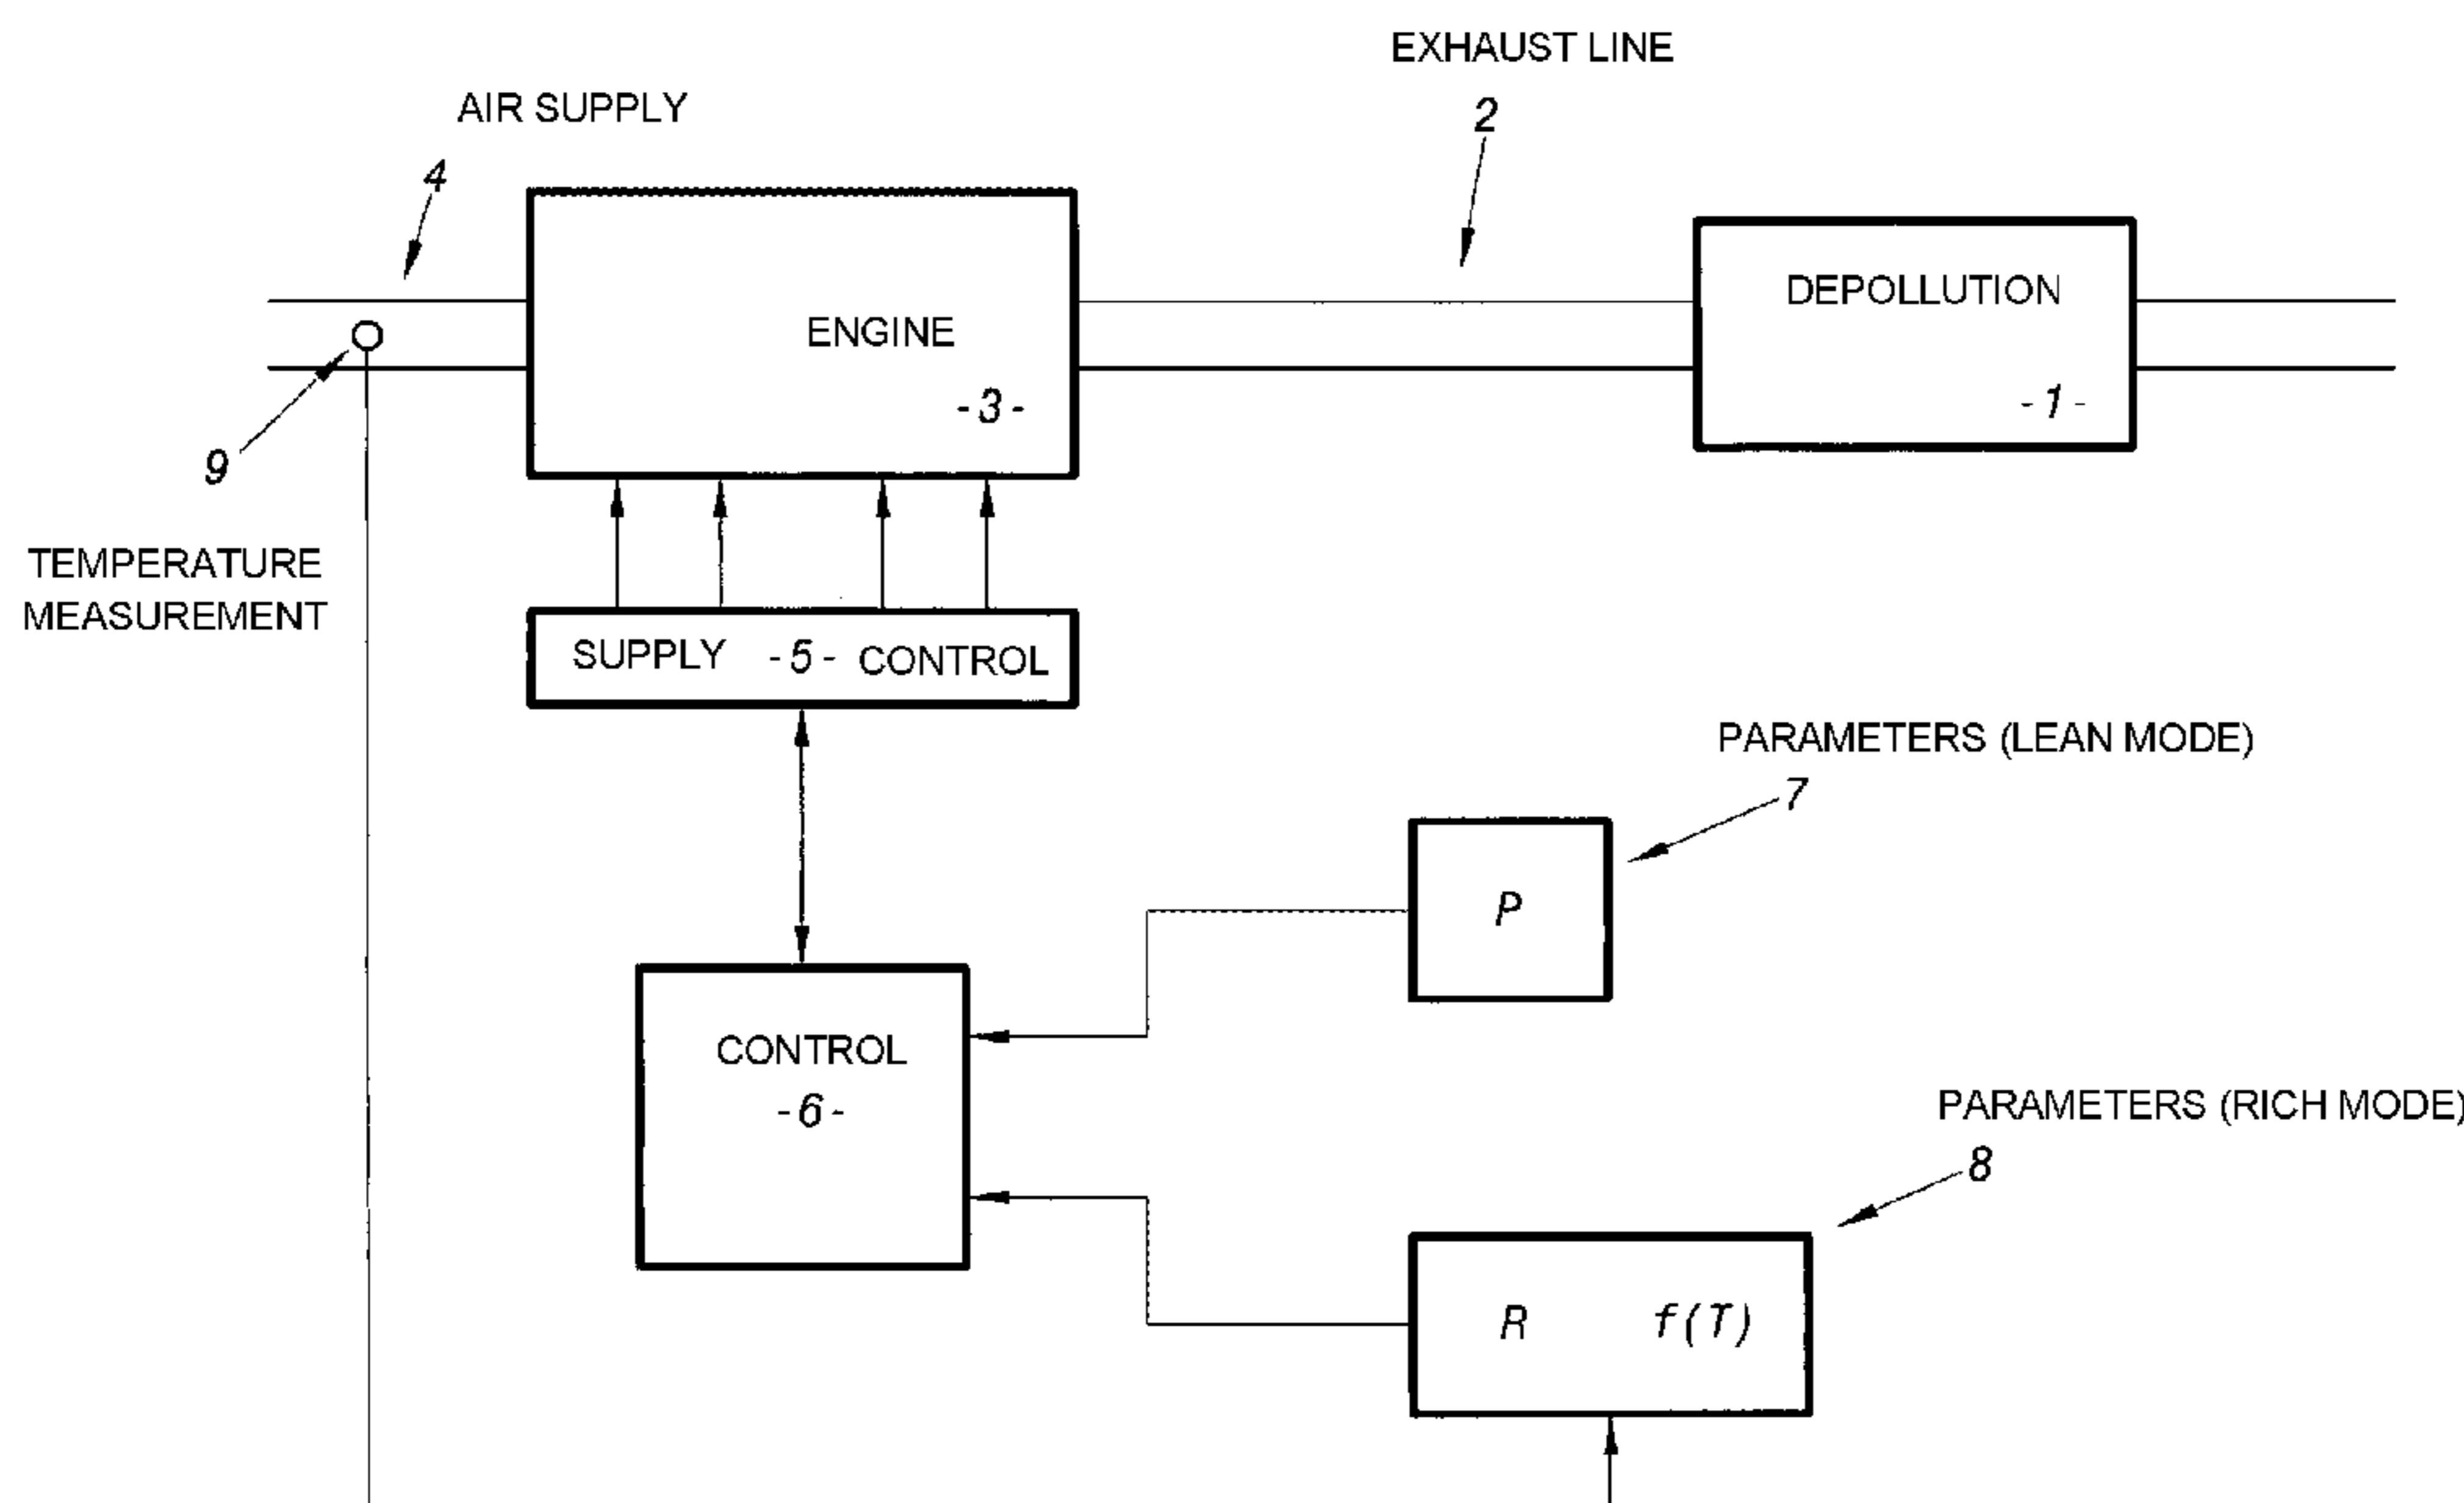 EXHAUST LINE
2
AIR SUPPLY
4
ENGINE
-3-
DEPOLLUTION
-1-
9
TEMPERATURE
MEASUREMENT
SUPPLY -5- CONTROL
PARAMETERS (LEAN MODE)
7
P
CONTROL
-6-
PARAMETERS (RICH MODE)
8
R f(T)